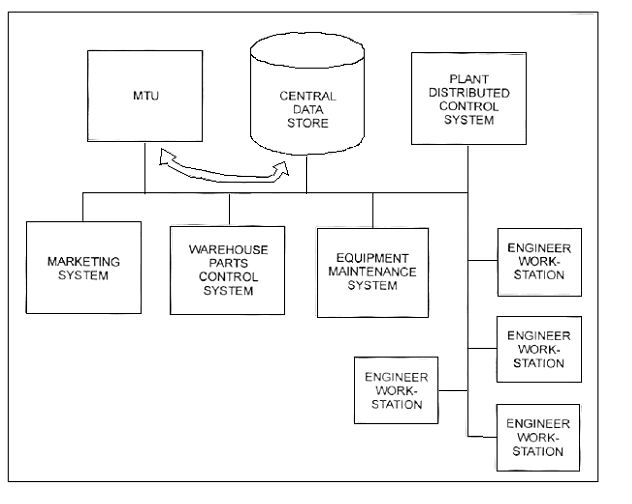 MTU
CENTRAL
DATA
STORE
PLANT
DISTRIBUTED
CONTROL
SYSTEM
MARKETING
SYSTEM
WAREHOUSE
PARTS
CONTROL
SYSTEM
EQUIPMENT
MAINTENANCE
SYSTEM
ENGINEER
WORK-
STATION
ENGINEER
WORK-
STATION
ENGINEER
WORK-
STATION
ENGINEER
WORK-
STATION